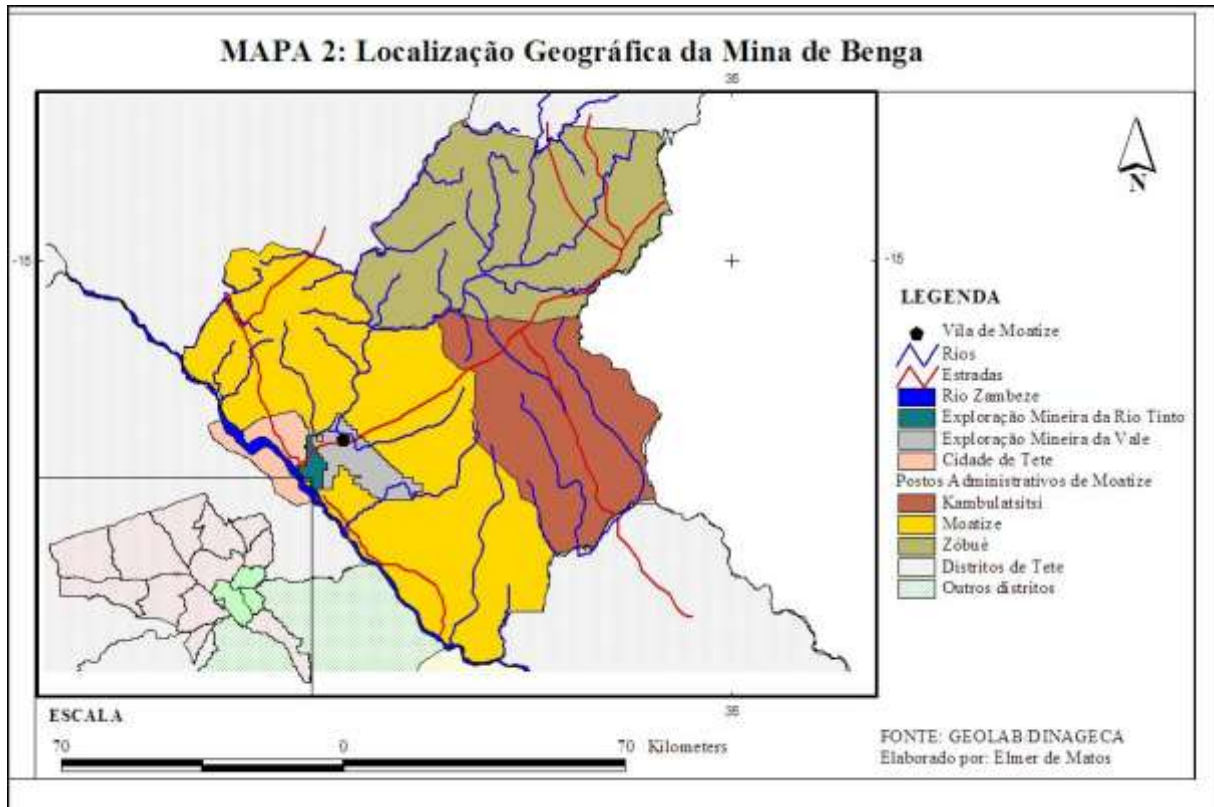 MAPA 2: Localização Geográfica da Mina de Benga
36
-15
-15
N
LEGENDA
Vila de Moatize
Rios
Estradas
Rio Zambeze
Exploração Mineira da Rio Tinto
Exploração Mineira da Vale
Cidade de Tete
Postos Administrativos de Moatize
Kambulatsitsi
Moatize
Zóbuè
Distritos de Tete
Outros distritos
36
ESCALA
70 0 70 Kilometers
FONTE: GEOLAB/DINAGECA
Elaborado por: Elmer de Matos